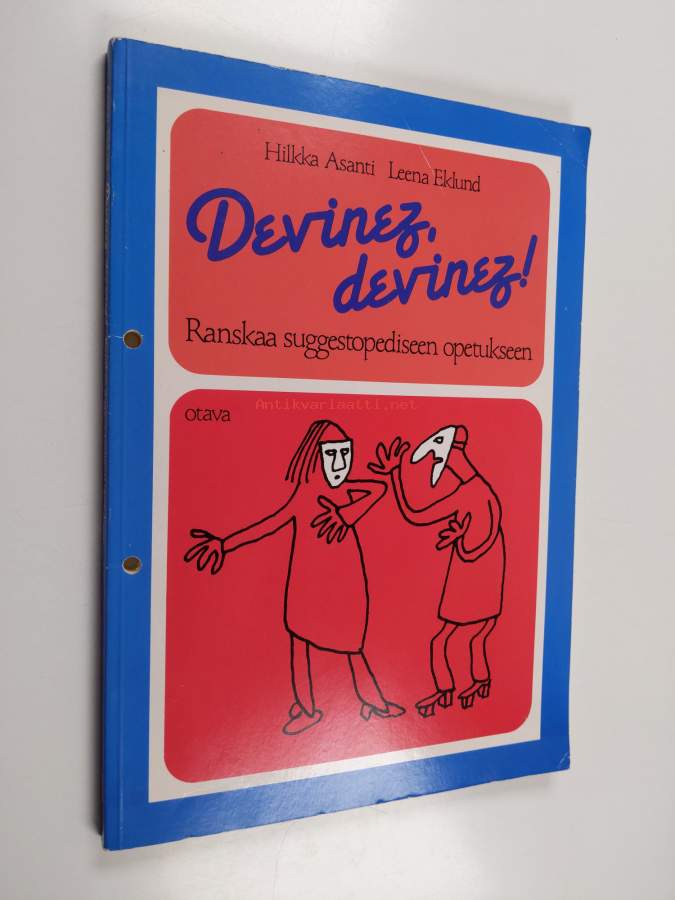 Hilkka Asanti Leena Eklund
Devinez,
devinez!
Ranskaa suggestopediseen opetukseen
otava
Antikvariaatti.net